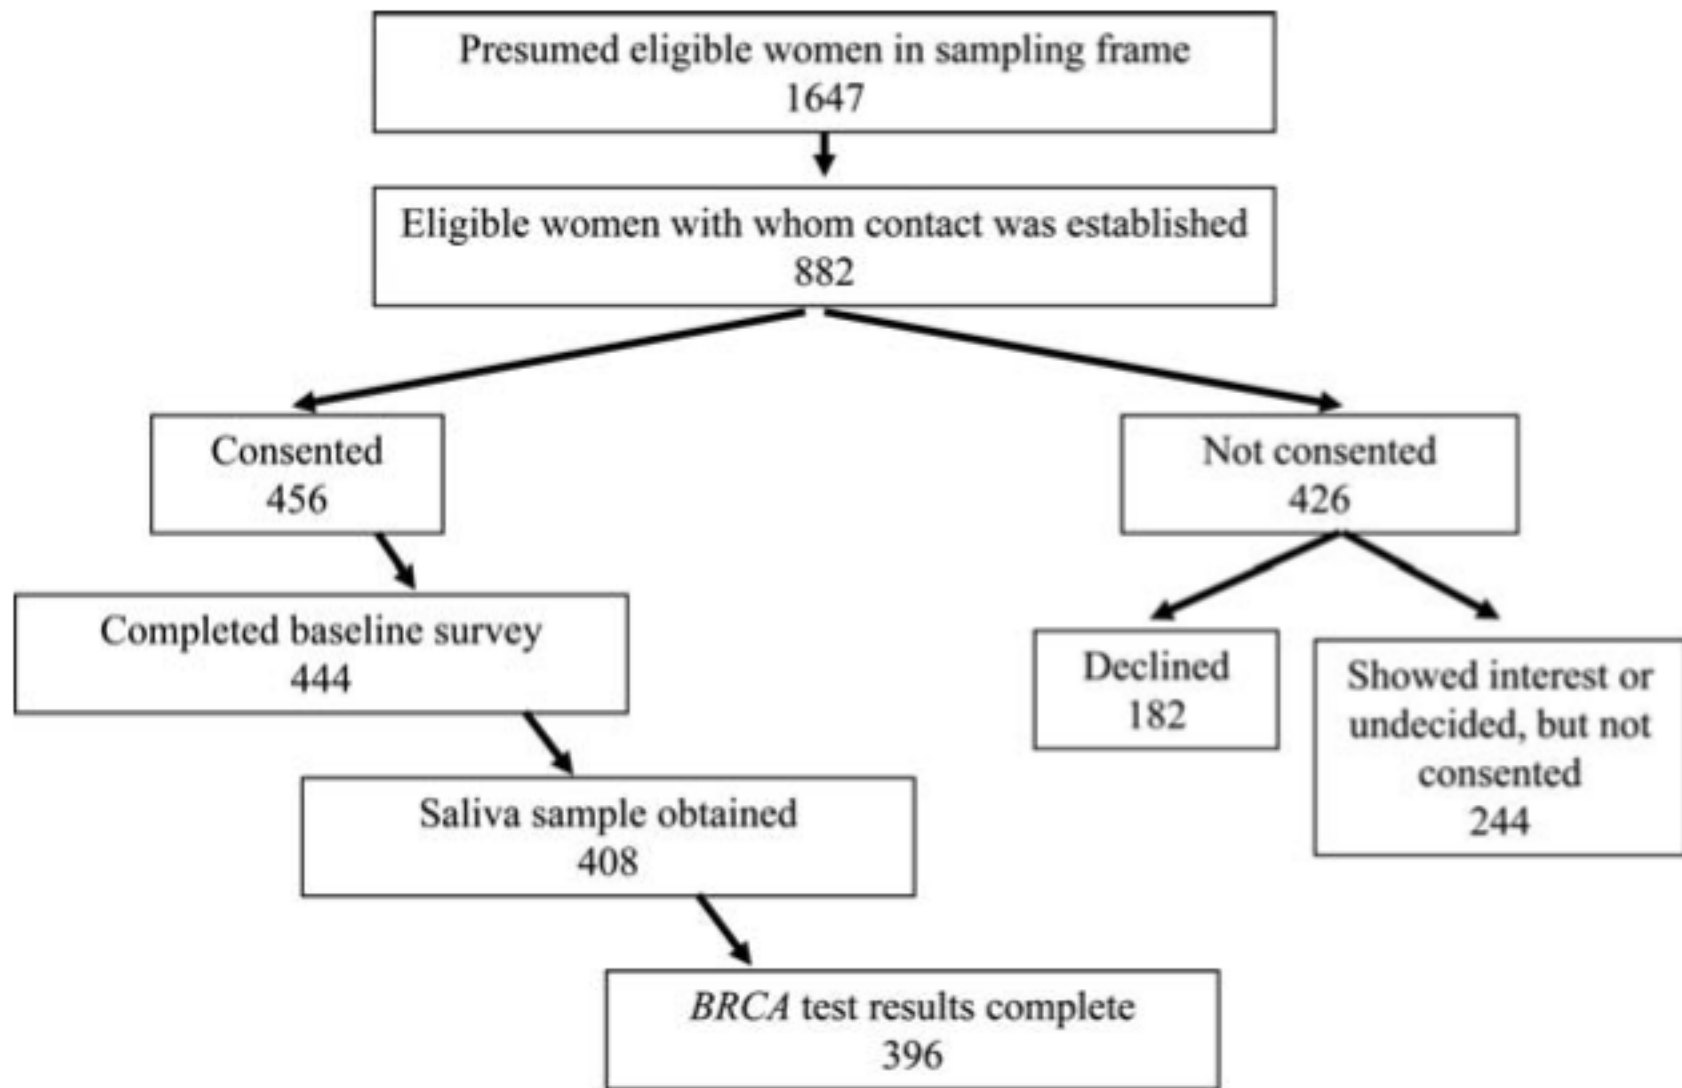 Presumed eligible women in sampling frame
1647
Eligible women with whom contact was established
882
Consented
456
Not consented
426
Completed baseline survey
444
Declined
182
Showed interest or
undecided, but not
consented
244
Saliva sample obtained
408
BRCA test results complete
396